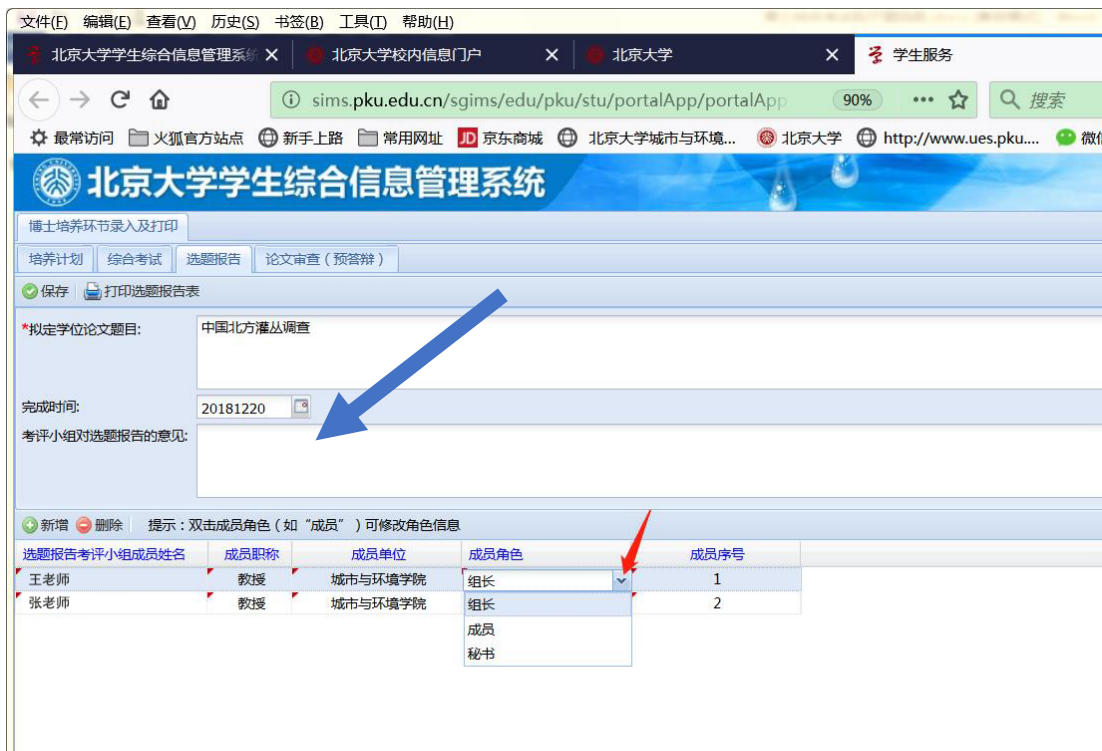 文件(F) 编辑(E) 查看(V) 历史(S) 书签(B) 工具(T) 帮助(H)
北京大学学生综合信息管理系统 北京大学校内信息门户 北京大学 学生服务
sims.pku.edu.cn/sgims/edu/pku/stu/portalApp/portalApp 90% 搜索
最常访问 火狐官方站点 新手上路 常用网址 JD 京东商城 北京大学城市与环境... 北京大学 http://www.ues.pku.... 微信
北京大学学生综合信息管理系统
博士培养环节录入及打印
培养计划 综合考试 选题报告 论文审查（预答辩）
保存 打印选题报告表
*拟定学位论文题目: 中国北方灌丛调查
完成时间: 20181220
考评小组对选题报告的意见:
新增 删除 提示：双击成员角色（如“成员”）可修改角色信息
选题报告考评小组成员姓名 成员职称 成员单位 成员角色 成员序号
王老师 教授 城市与环境学院 组长 1
张老师 教授 城市与环境学院 组长 2
成员
秘书